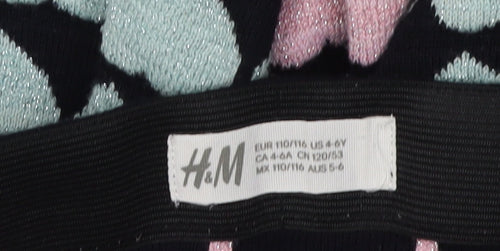 H&M
EUR 110/116 US 4-6Y
CA 4-6A CN 120/53
MX 110/116 AUS 5-6